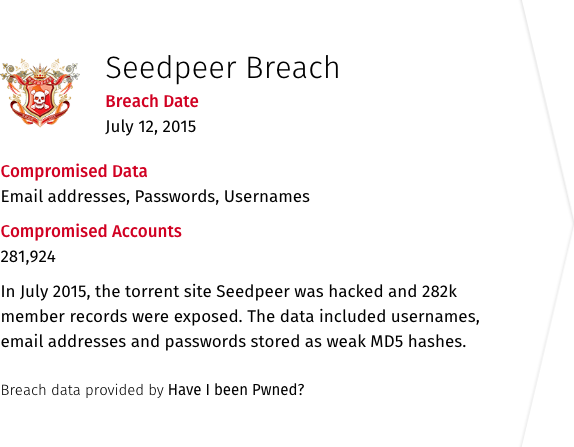 Seedpeer Breach
Breach Date
July 12, 2015
Compromised Data
Email addresses, Passwords, Usernames
Compromised Accounts
281,924
In July 2015, the torrent site Seedpeer was hacked and 282k
member records were exposed. The data included usernames,
email addresses and passwords stored as weak MD5 hashes.
Breach data provided by Have I been Pwned?